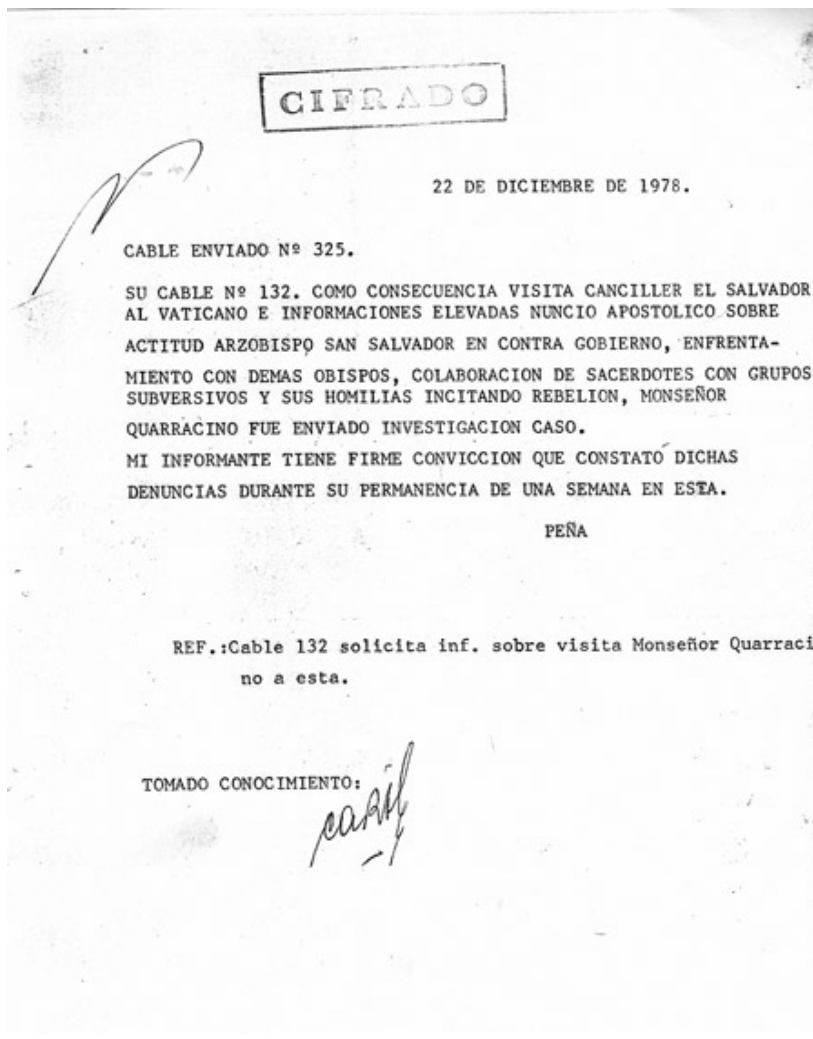 CIFRADO
22 DE DICIEMBRE DE 1978.
CABLE ENVIADO Nº 325.
SU CABLE Nº 132. COMO CONSECUENCIA VISITA CANCILLER EL SALVADOR
AL VATICANO E INFORMACIONES ELEVADAS NUNCIO APOSTOLICO SOBRE
ACTITUD ARZOBISPO SAN SALVADOR EN CONTRA GOBIERNO, ENFRENTA-
MIENTO CON DEMAS OBISPOS, COLABORACION DE SACERDOTES CON GRUPOS
SUBVERSIVOS Y SUS HOMILIAS INCITANDO REBELION, MONSEÑOR
QUARRACINO FUE ENVIADO INVESTIGACION CASO.
MI INFORMANTE TIENE FIRME CONVICCION QUE CONSTATO DICHAS
DENUNCIAS DURANTE SU PERMANENCIA DE UNA SEMANA EN ESTA.
PEÑA
REF.:Cable 132 solicita inf. sobre visita Monseñor Quarraci
no a esta.
TOMADO CONOCIMIENTO: